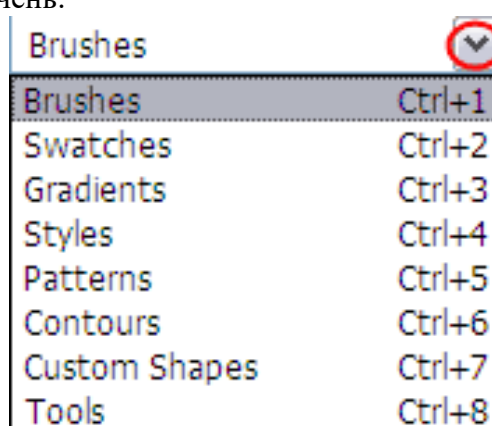 чень.
Brushes
Brushes Ctrl+1
Swatches Ctrl+2
Gradients Ctrl+3
Styles Ctrl+4
Patterns Ctrl+5
Contours Ctrl+6
Custom Shapes Ctrl+7
Tools Ctrl+8